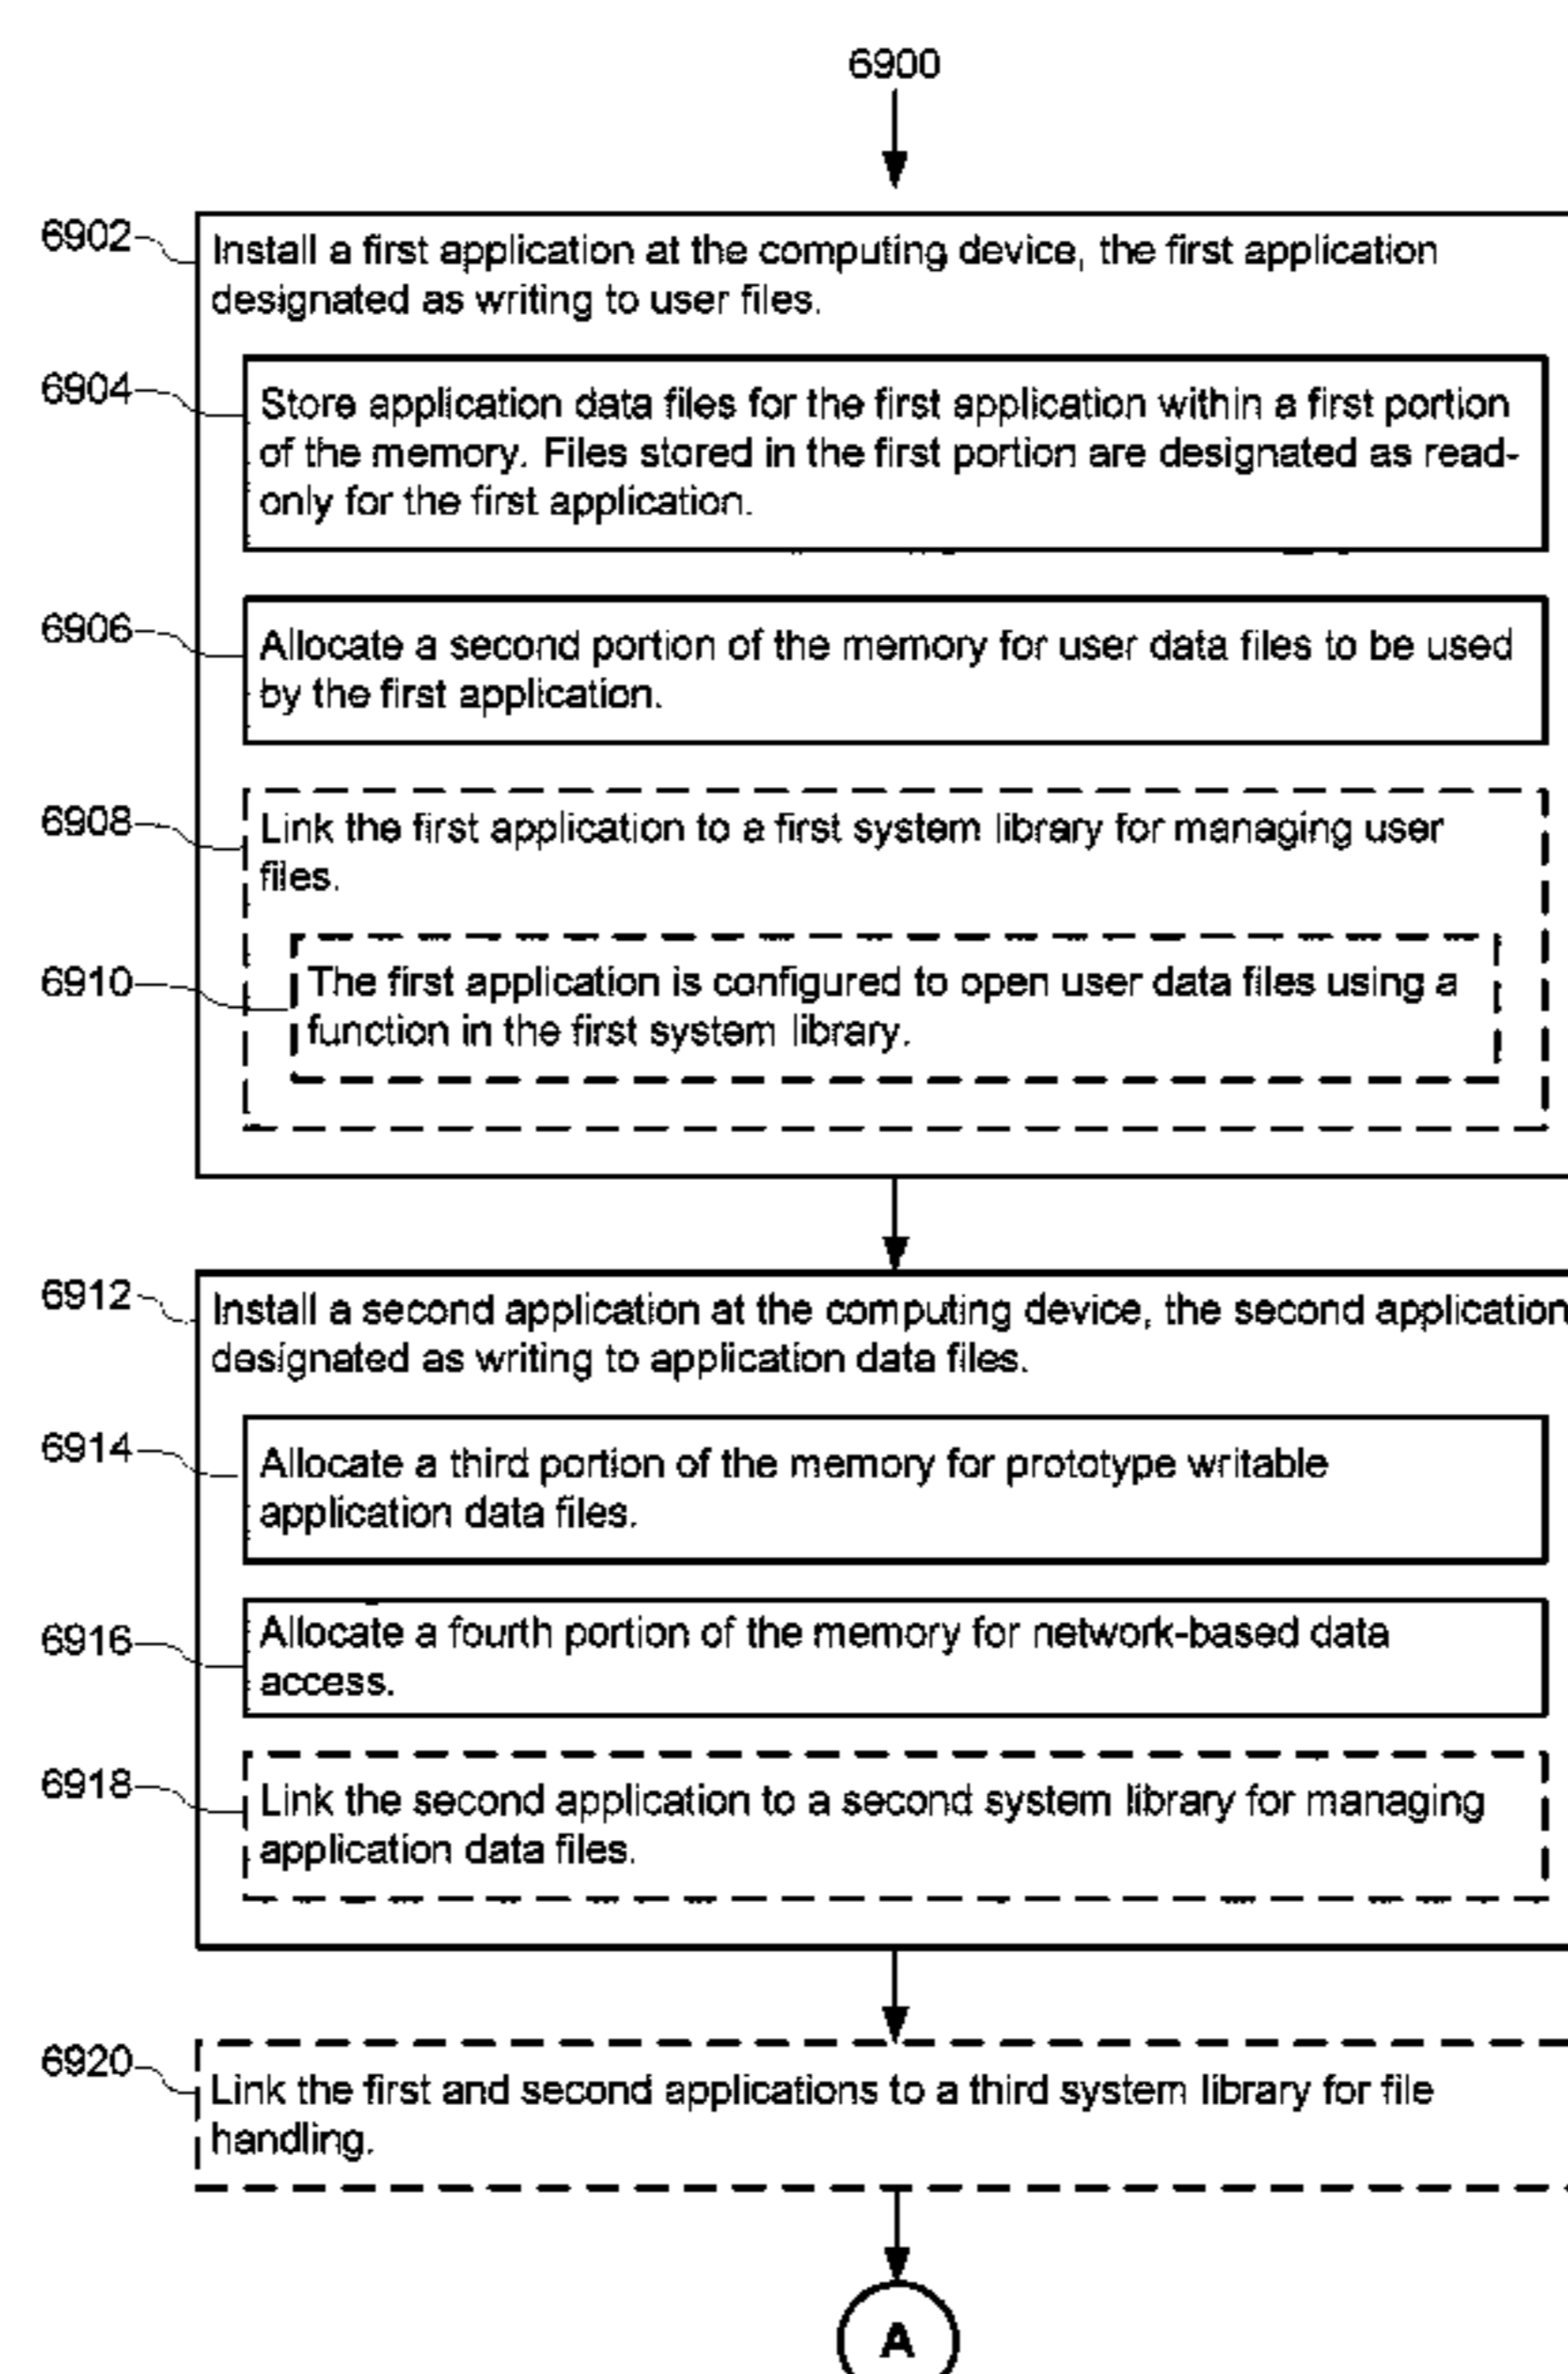 6900
6902
Install a first application at the computing device, the first application
designated as writing to user files.
6904
Store application data files for the first application within a first portion
of the memory. Files stored in the first portion are designated as read-
only for the first application.
6906
Allocate a second portion of the memory for user data files to be used
by the first application.
6908
Link the first application to a first system library for managing user
files.
6910
The first application is configured to open user data files using a
function in the first system library.
6912
Install a second application at the computing device, the second application
designated as writing to application data files.
6914
Allocate a third portion of the memory for prototype writable
application data files.
6916
Allocate a fourth portion of the memory for network-based data
access.
6918
Link the second application to a second system library for managing
application data files.
6920
Link the first and second applications to a third system library for file
handling.
A